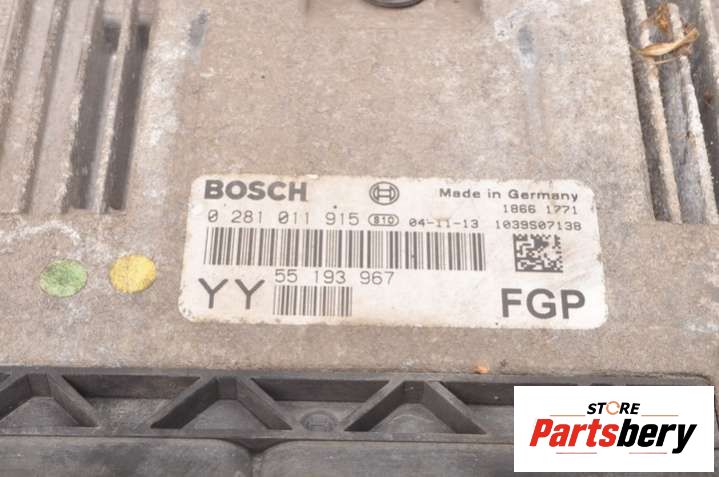 BOSCH Made in Germany
1866 1771
0 281 011 915 810 04-11-13 1039S07138
55 193 967
YY FGP
STORE
Partsbery